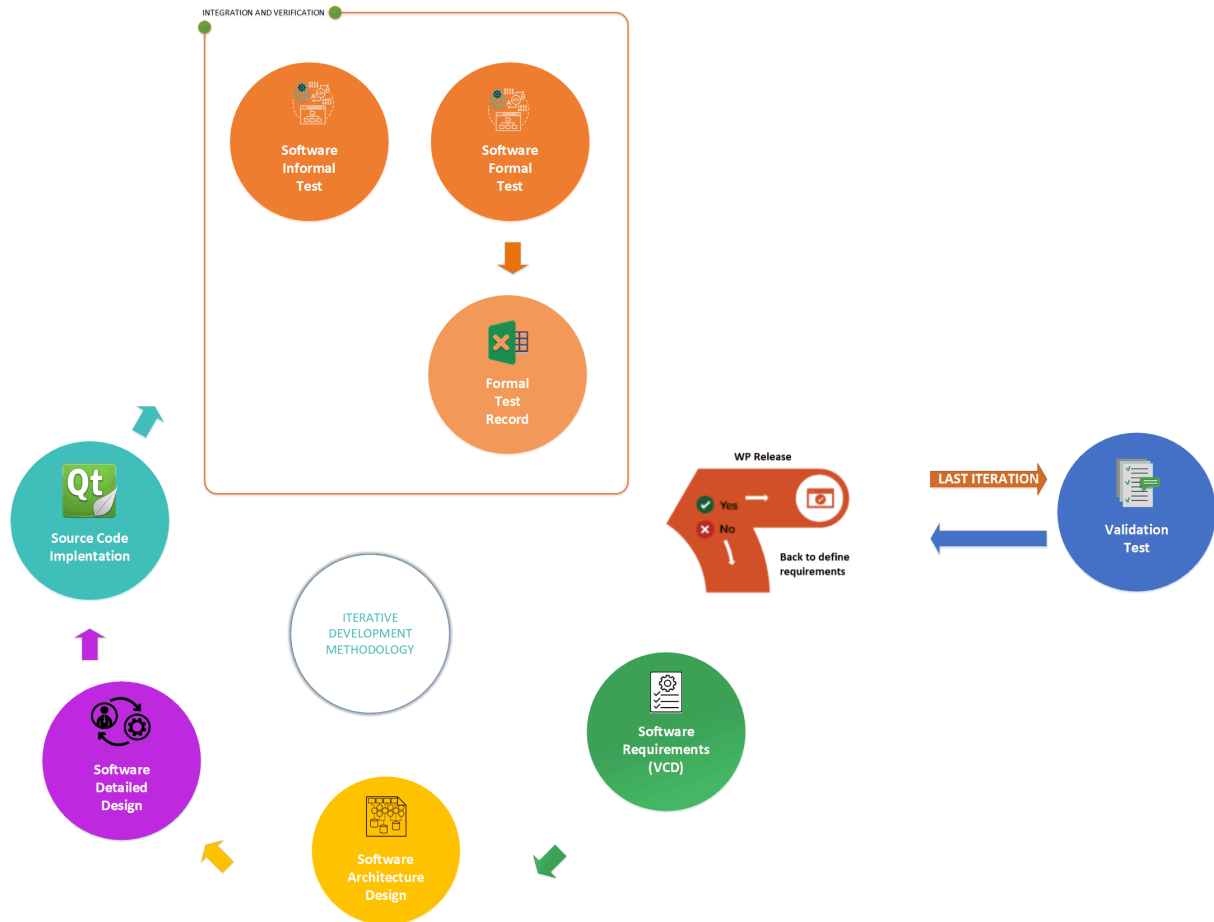 INTEGRATION AND VERIFICATION
Software
Informal
Test
Software
Formal
Test
Formal
Test
Record
WP Release
Yes
No
Back to define
requirements
LAST ITERATION
Validation
Test
Qt
Source Code
Implentation
ITERATIVE
DEVELOPMENT
METHODOLOGY
Software
Requirements
(VCD)
Software
Detailed
Design
Software
Architecture
Design